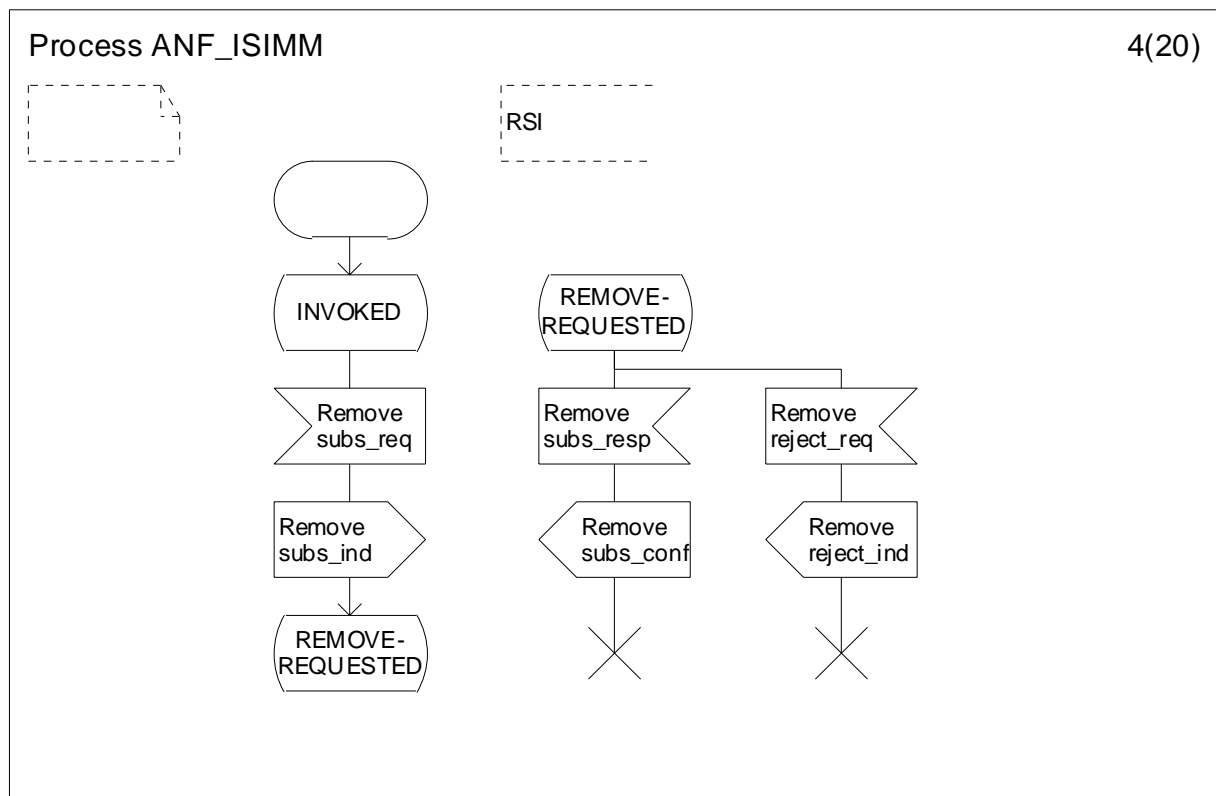 Process ANF_ISIMM
4(20)
RSI
INVOKED
Remove
subs_req
Remove
subs_ind
REMOVE-
REQUESTED
REMOVE-
REQUESTED
Remove
subs_resp
Remove
subs_conf
Remove
reject_req
Remove
reject_ind